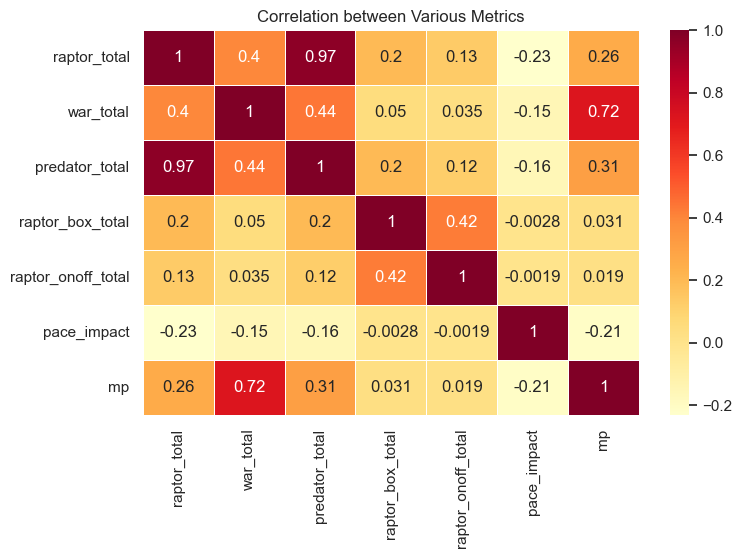 Correlation between Various Metrics
raptor_total 1 0.4 0.97 0.2 0.13 -0.23 0.26
war_total 0.4 1 0.44 0.05 0.035 -0.15 0.72
predator_total 0.97 0.44 1 0.2 0.12 -0.16 0.31
raptor_box_total 0.2 0.05 0.2 1 0.42 -0.0028 0.031
raptor_onoff_total 0.13 0.035 0.12 0.42 1 -0.0019 0.019
pace_impact -0.23 -0.15 -0.16 -0.0028 -0.0019 1 -0.21
mp 0.26 0.72 0.31 0.031 0.019 -0.21 1
raptor_total
war_total
predator_total
raptor_box_total
raptor_onoff_total
pace_impact
mp
1.0
0.8
0.6
0.4
0.2
0.0
−0.2